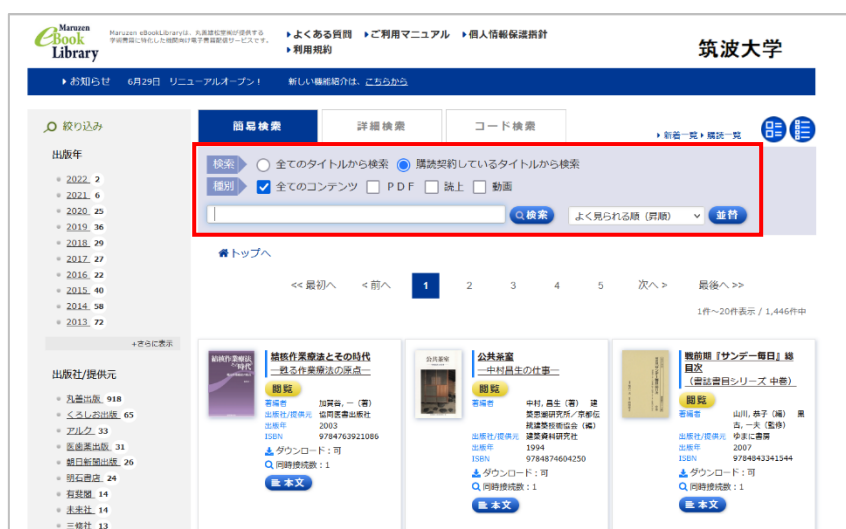 Maruzen
eBook
Library
Maruzen eBookLibraryは、丸善雄松堂㈱が提供する
学術書籍に特化した機関向け電子書籍配信サービスです。
よくある質問 ご利用マニュアル 個人情報保護指針
利用規約
筑波大学
お知らせ 6月29日 リニューアルオープン! 新しい機能紹介は、こちらから
絞り込み
出版年
2022 2
2021 6
2020 25
2019 36
2018 29
2017 27
2016 22
2015 40
2014 58
2013 72
+さらに表示
出版社/提供元
丸善出版 918
くろしお出版 65
アルク 33
医歯薬出版 31
朝日新聞出版 26
明石書店 24
有斐閣 14
未来社 14
三修社 13
簡易検索 詳細検索 コード検索
新着一覧 購読一覧
検索 全てのタイトルから検索 購読契約しているタイトルから検索
種別 全てのコンテンツ PDF 読上 動画
検索 よく見られる順(昇順) 並替
トップへ
<< 最初へ < 前へ 1 2 3 4 5 次へ > 最後へ >>
1件~20件表示 / 1,446件中
結核作業療法
とその時代
結核作業療法とその時代
―甦る作業療法の原点―
閲覧
著編者 加賀谷, 一(著)
出版社/提供元 協同医書出版社
出版年 2003
ISBN 9784763921086
ダウンロード:可
同時接続数:1
本文
公共茶室
公共茶室
―中村昌生の仕事―
閲覧
著編者 中村, 昌生(著) 建
築思潮研究所／京都伝
統建築技術協会(編)
出版社/提供元 建築資料研究社
出版年 1994
ISBN 9784874604250
ダウンロード:可
同時接続数:1
本文
戦前期『サンデー毎日』総
目次
(書誌書目シリーズ 中巻)
閲覧
著編者 山川, 恭子(編) 黒
古, 一夫(監修)
出版社/提供元 ゆまに書房
出版年 2007
ISBN 9784843341544
ダウンロード:可
同時接続数:1
本文